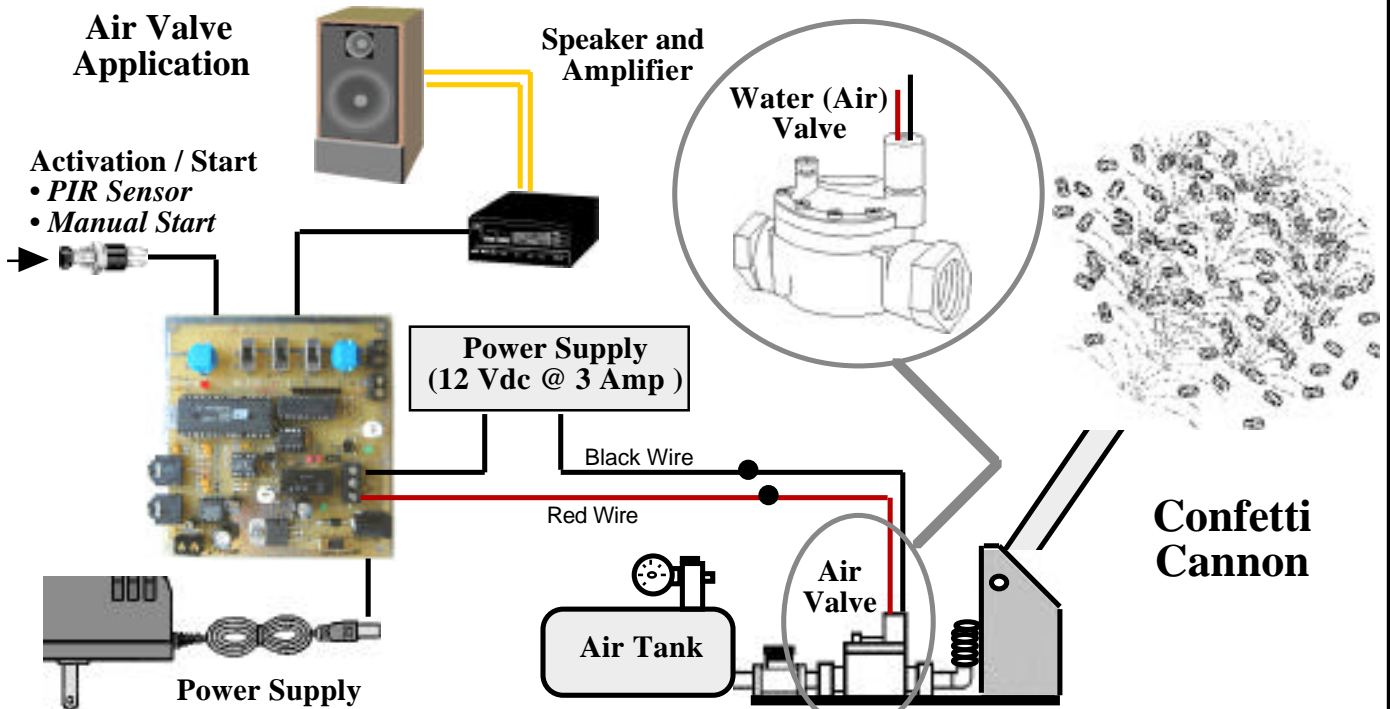 Air Valve
Application
Speaker and
Amplifier
Water (Air)
Valve
Activation / Start
• PIR Sensor
• Manual Start
Power Supply
(12 Vdc @ 3 Amp )
Black Wire
Red Wire
Confetti
Cannon
Air
Valve
Air Tank
Power Supply